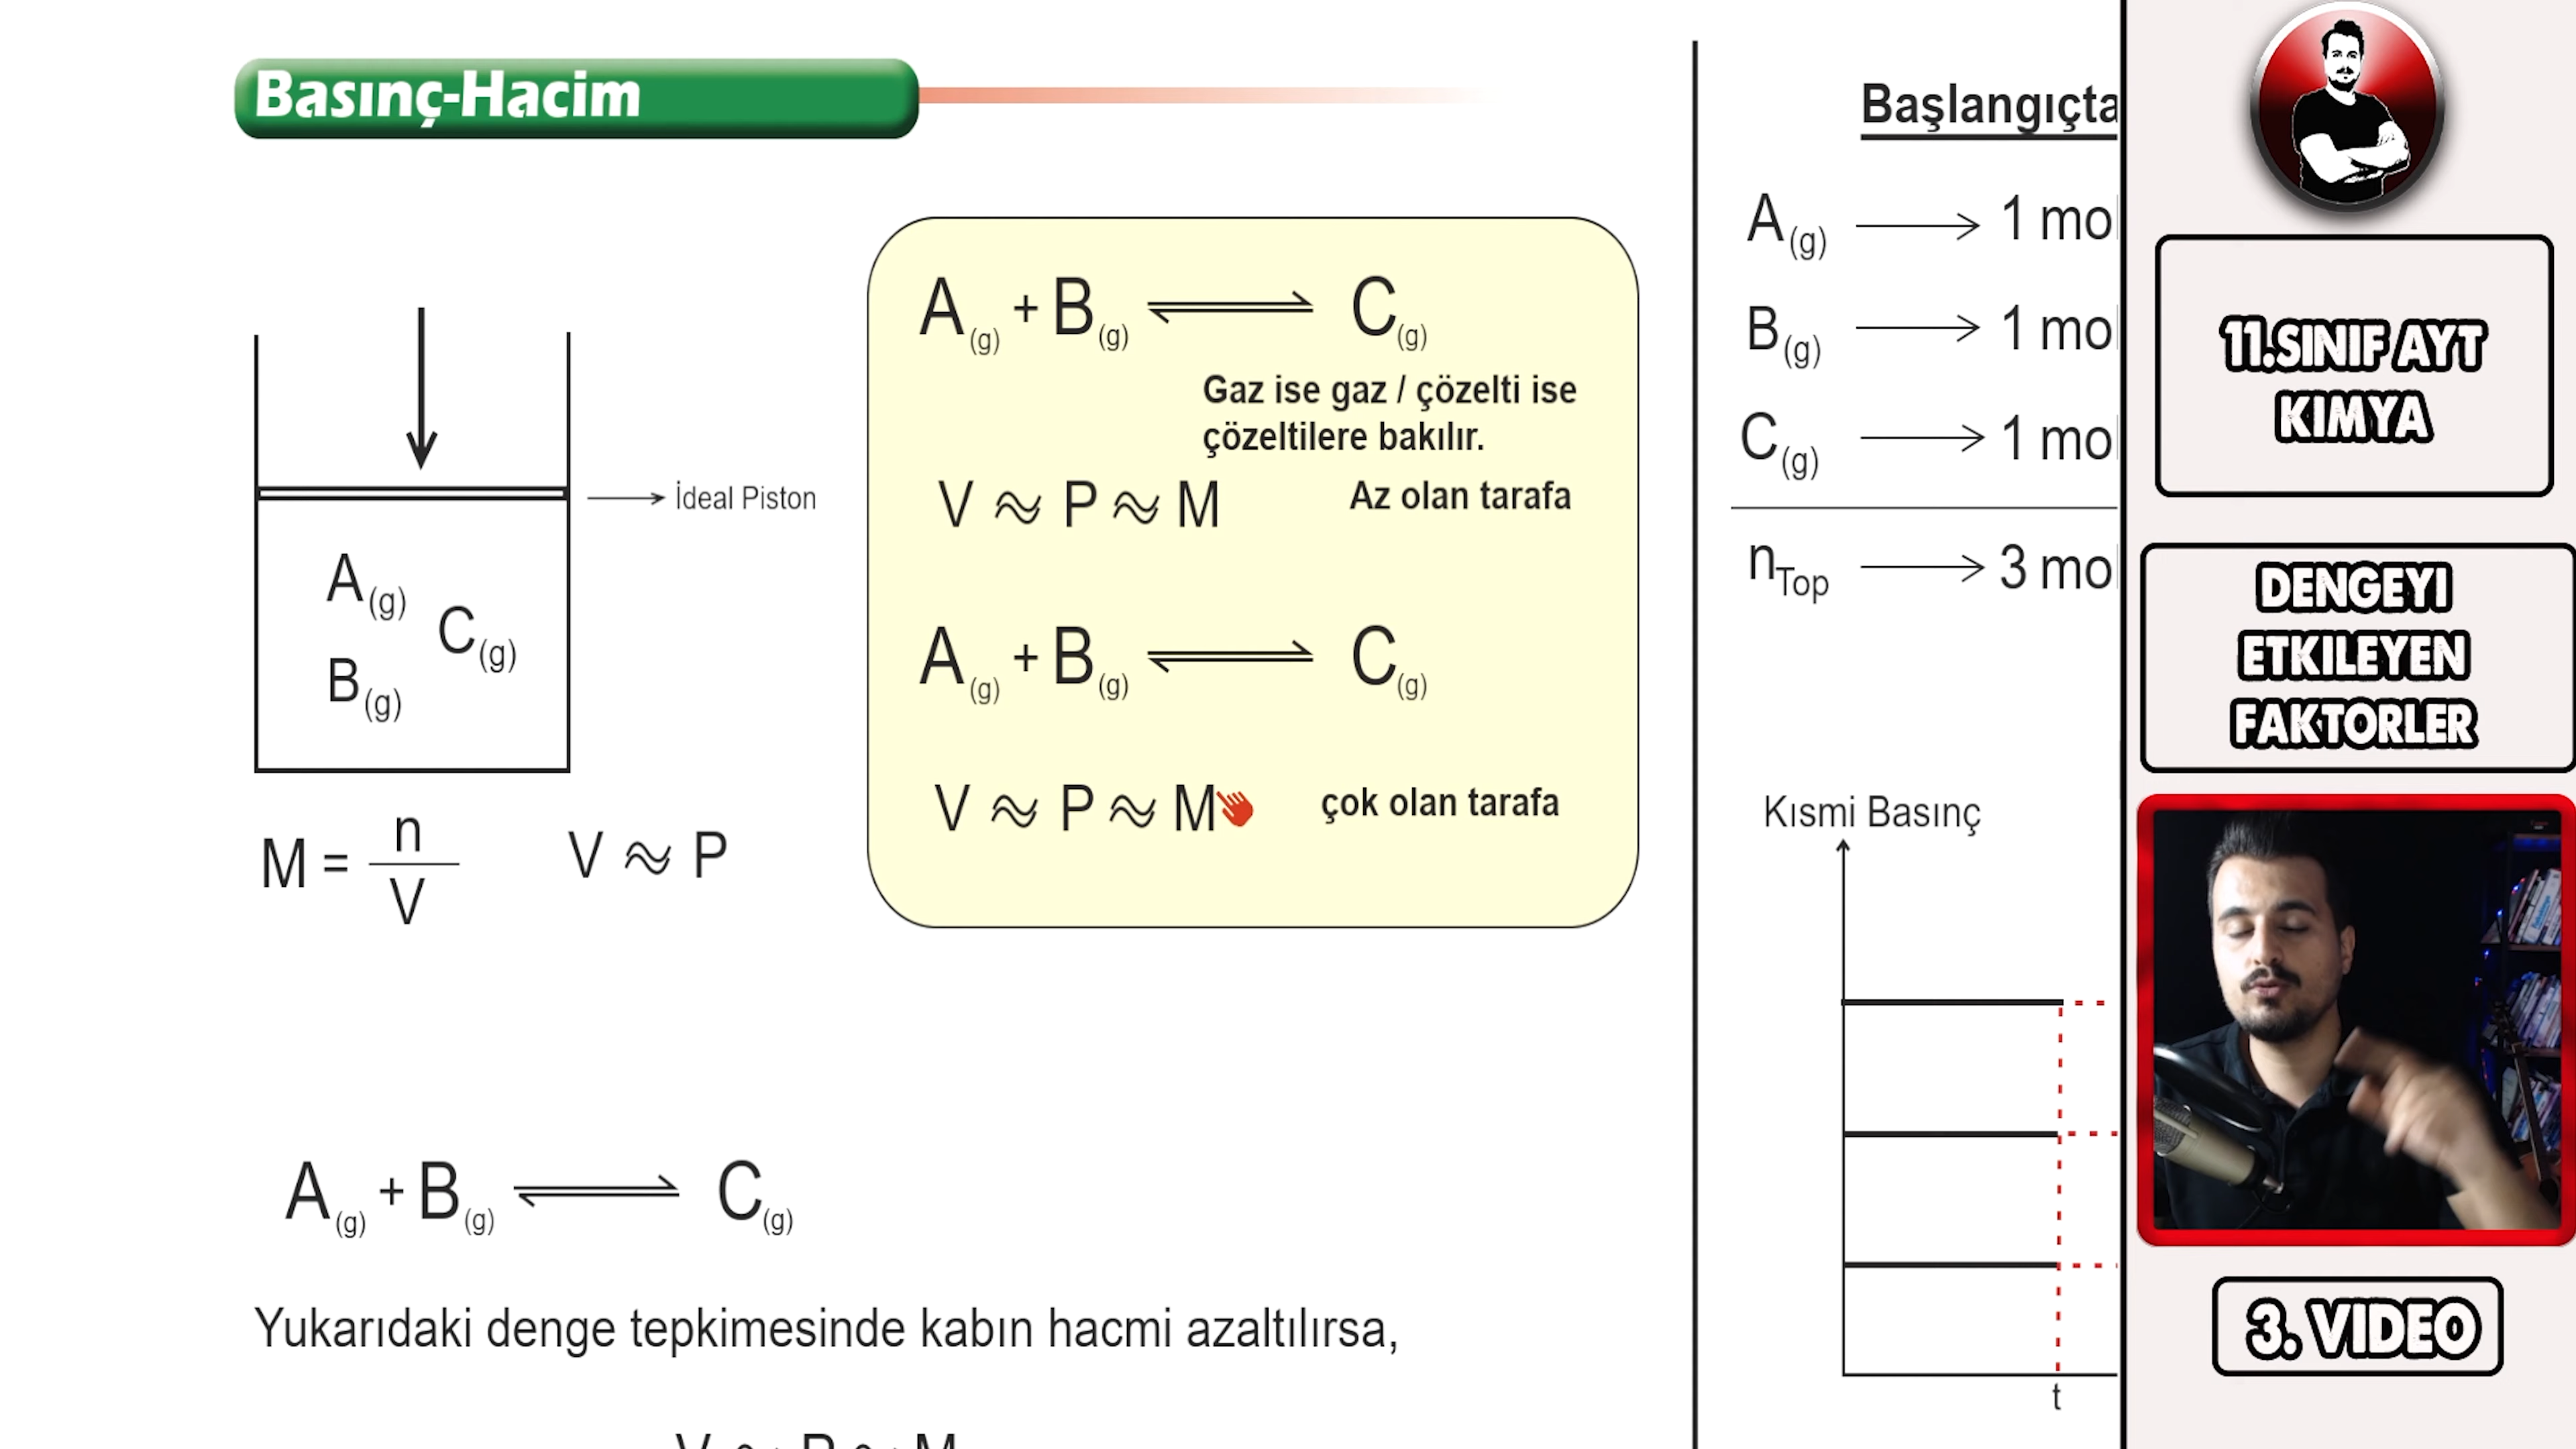 Basınç-Hacim
İdeal Piston
A(g)
C(g)
B(g)
M = n / V
V ≈ P
A(g) + B(g) ⇌ C(g)
Gaz ise gaz / çözelti ise
çözeltilere bakılır.
V ≈ P ≈ M Az olan tarafa
A(g) + B(g) ⇌ C(g)
V ≈ P ≈ M çok olan tarafa
A(g) + B(g) ⇌ C(g)
Yukarıdaki denge tepkimesinde kabın hacmi azaltılırsa,
V ≈ P ≈ M
Başlangıçta
A(g) → 1 mol
B(g) → 1 mol
C(g) → 1 mol
nTop → 3 mo
Kısmi Basınç
t
11.SINIF AYT
KIMYA
DENGEYI
ETKILEYEN
FAKTORLER
3. VIDEO